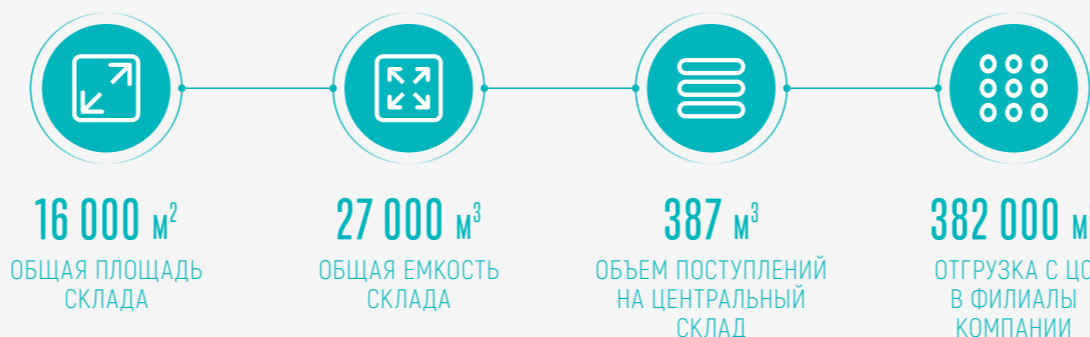 16 000 м²
ОБЩАЯ ПЛОЩАДЬ
СКЛАДА
27 000 м³
ОБЩАЯ ЕМКОСТЬ
СКЛАДА
387 м³
ОБЪЕМ ПОСТУПЛЕНИЙ
НА ЦЕНТРАЛЬНЫЙ
СКЛАД
382 000 м
ОТГРУЗКА С
В ФИЛИАЛЫ
КОМПАНИИ